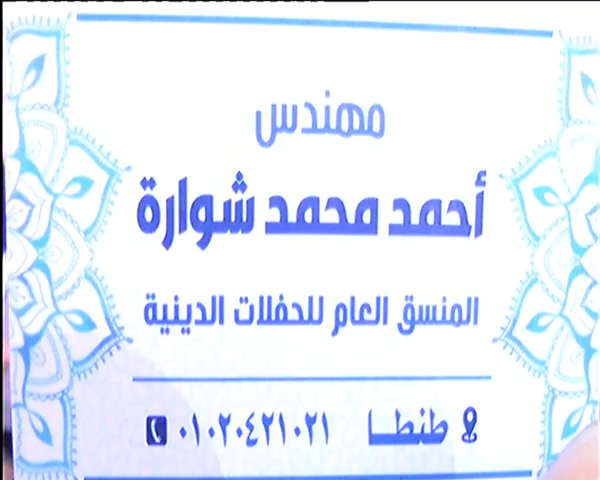 مهندس
أحمد محمد شوارة
المنسق العام للحفلات الدينية
طنطا ٠١٠٢٠٤٢١٠٢١